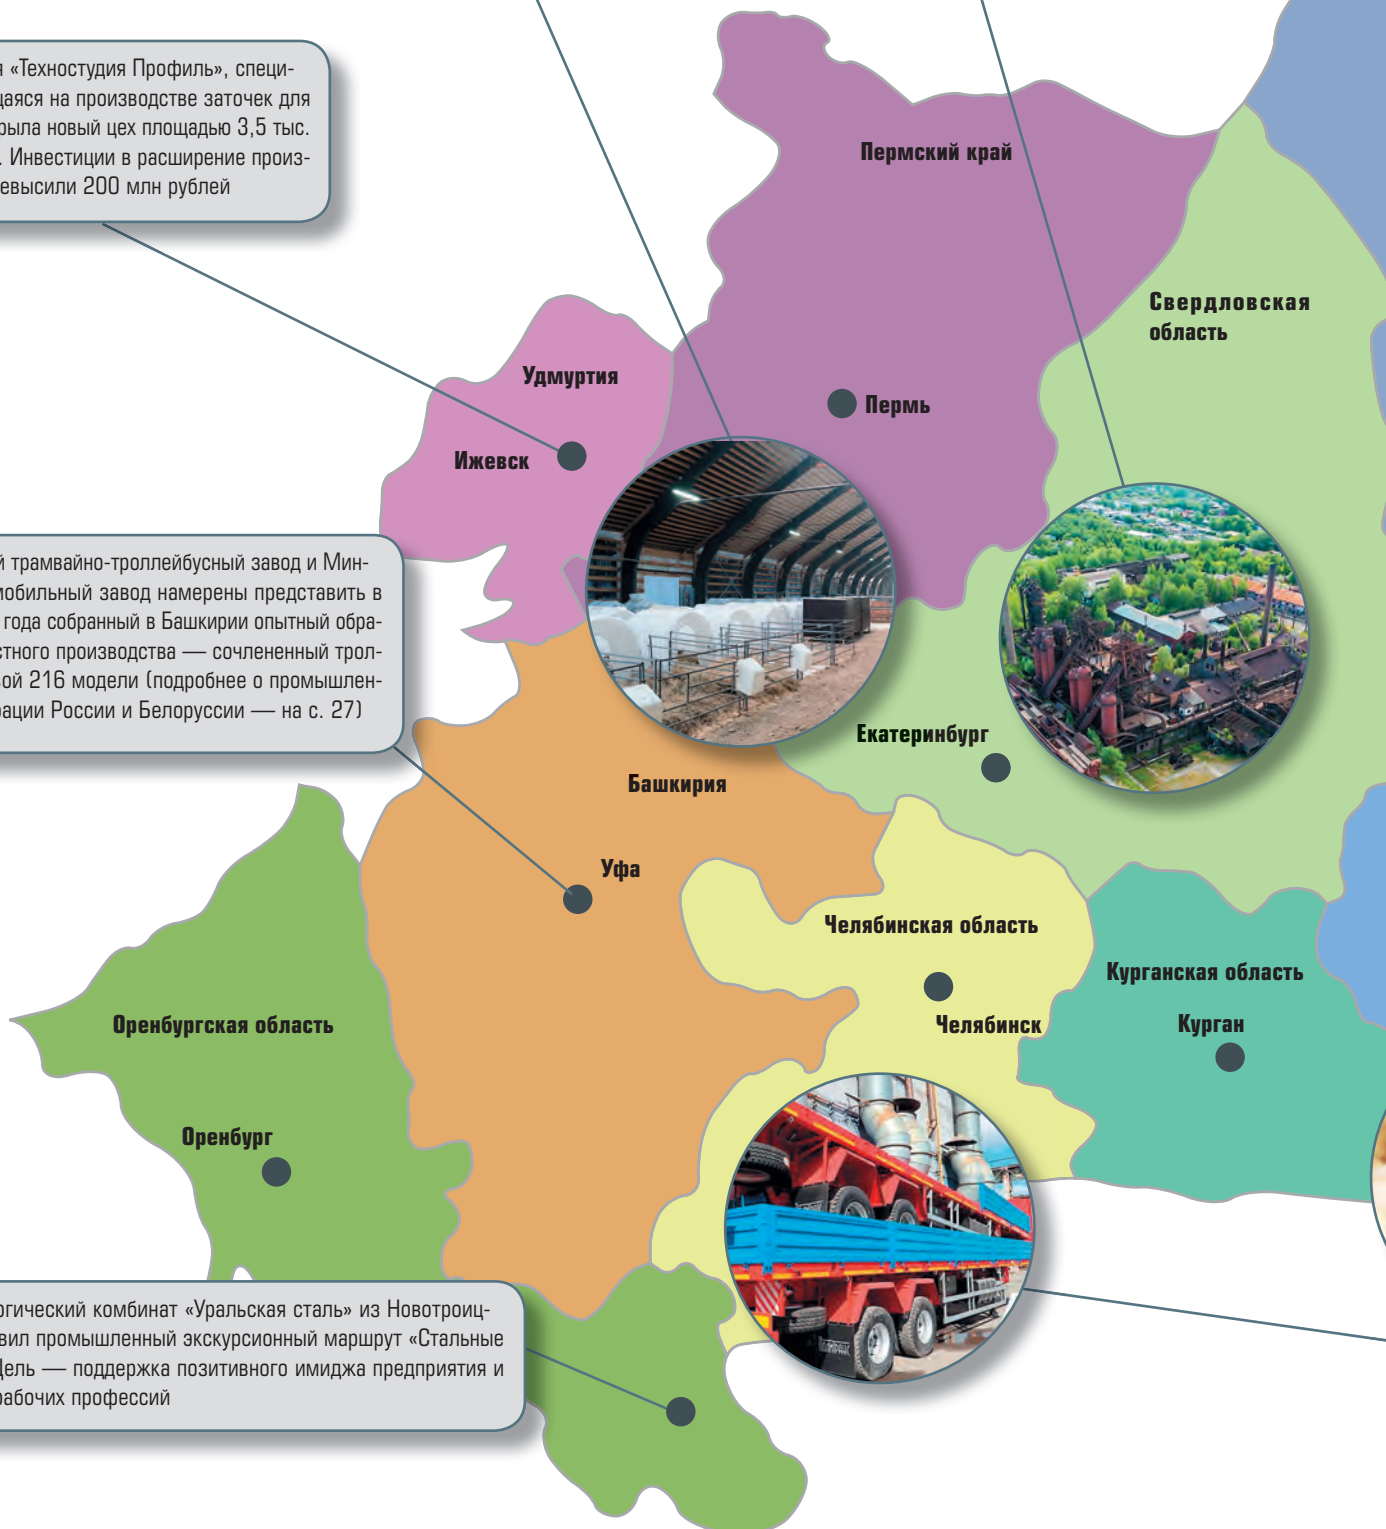 я «Техностудия Профиль», специ-
щаяся на производстве заточек для
рыла новый цех площадью 3,5 тыс.
. Инвестиции в расширение произ-
евысили 200 млн рублей
Пермский край
Свердловская
область
Удмуртия
Пермь
Ижевск
й трамвайно-троллейбусный завод и Мин-
мобильный завод намерены представить в
года собранный в Башкирии опытный обра-
стного производства — сочлененный трол-
вой 216 модели (подробнее о промышлен-
рации России и Белоруссии — на с. 27)
Екатеринбург
Башкирия
Уфа
Челябинская область
Курганская область
Оренбургская область
Челябинск
Курган
Оренбург
ргический комбинат «Уральская сталь» из Новотроиц-
вил промышленный экскурсионный маршрут «Стальные
Цель — поддержка позитивного имиджа предприятия и
рабочих профессий